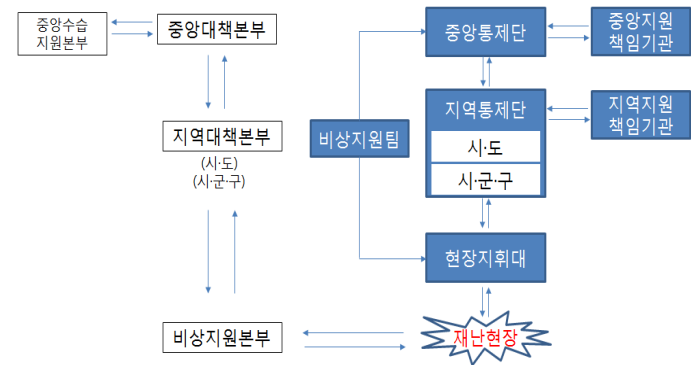 중앙수습
지원본부
중앙대책본부
지역대책본부
(시·도)
(시·군·구)
비상지원본부
비상지원팀
중앙통제단
중앙지원
책임기관
지역통제단
시·도
시·군·구
지역지원
책임기관
현장지휘대
재난현장